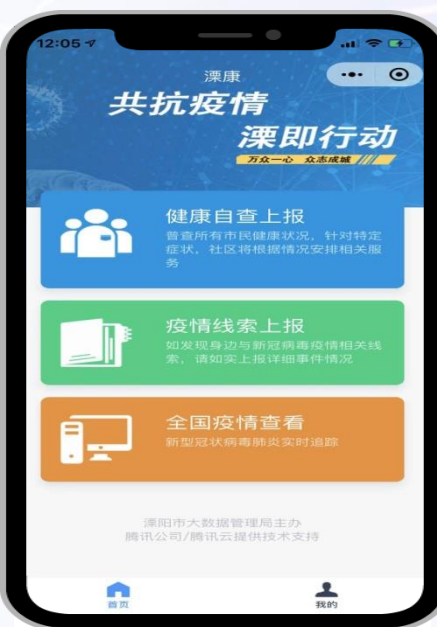 12:05
溧康
共抗疫情
溧即行动
万众一心 众志成城
健康自查上报
普查所有市民健康状况，针对特定
症状，社区将根据情况安排相关服
务
疫情线索上报
如发现身边与新冠病毒疫情相关线
索，请如实上报详细事件情况
全国疫情查看
新型冠状病毒肺炎实时追踪
溧阳市大数据管理局主办
腾讯公司/腾讯云提供技术支持
首页
我的